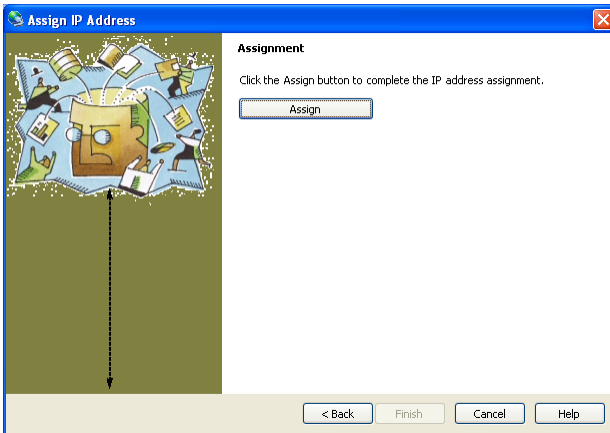 Assign IP Address
Assignment
Click the Assign button to complete the IP address assignment.
Assign
< Back
Finish
Cancel
Help